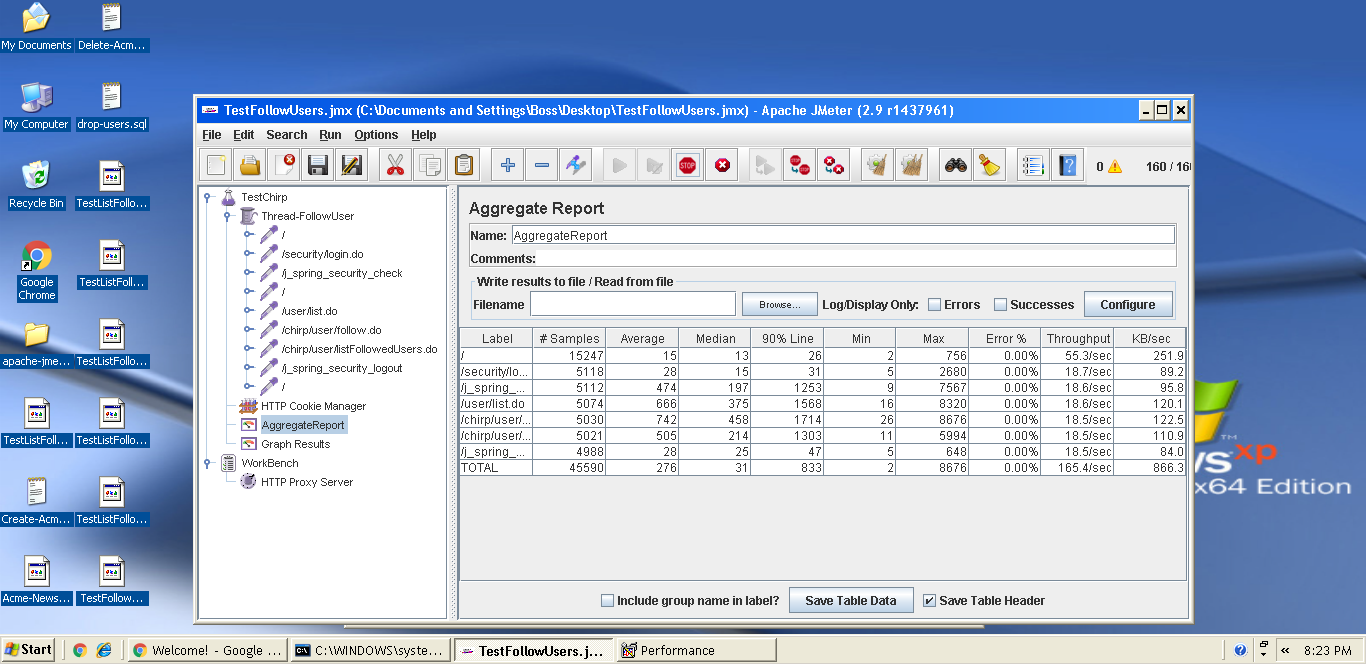 My Documents
Delete-Acm...
My Computer
drop-users.sql
Recycle Bin
TestListFollo...
Google
Chrome
TestListFoll...
apache-jme...
TestListFollo...
TestListFoll...
TestListFollo...
Create-Acm...
TestListFollo...
Acme-News...
TestFollow...
TestFollowUsers.jmx (C:\Documents and Settings\Boss\Desktop\TestFollowUsers.jmx) - Apache JMeter (2.9 r1437961)
File Edit Search Run Options Help
STOP
STOP
STOP
?
0
160 / 16
TestChirp
Thread-FollowUser
/
/security/login.do
/j_spring_security_check
/
/user/list.do
/chirp/user/follow.do
/chirp/user/listFollowedUsers.do
/j_spring_security_logout
/
HTTP Cookie Manager
AggregateReport
Graph Results
WorkBench
HTTP Proxy Server
Aggregate Report
Name: AggregateReport
Comments:
Write results to file / Read from file
Filename Browse... Log/Display Only: Errors Successes Configure
Label # Samples Average Median 90% Line Min Max Error % Throughput KB/sec
/ 15247 15 13 26 2 756 0.00% 55.3/sec 251.9
/security/lo... 5118 28 15 31 5 2680 0.00% 18.7/sec 89.2
/j_spring_... 5112 474 197 1253 9 7567 0.00% 18.6/sec 95.8
/user/list.do 5074 666 375 1568 16 8320 0.00% 18.6/sec 120.1
/chirp/user/... 5030 742 458 1714 26 8676 0.00% 18.5/sec 122.5
/chirp/user/... 5021 505 214 1303 11 5994 0.00% 18.5/sec 110.9
/j_spring_... 4988 28 25 47 5 648 0.00% 18.5/sec 84.0
TOTAL 45590 276 31 833 2 8676 0.00% 165.4/sec 866.3
Include group name in label? Save Table Data Save Table Header
TM
ws xp
x64 Edition
Start
Welcome! - Google ...
C:\WINDOWS\syste...
TestFollowUsers.j...
Performance
?
«
8:23 PM